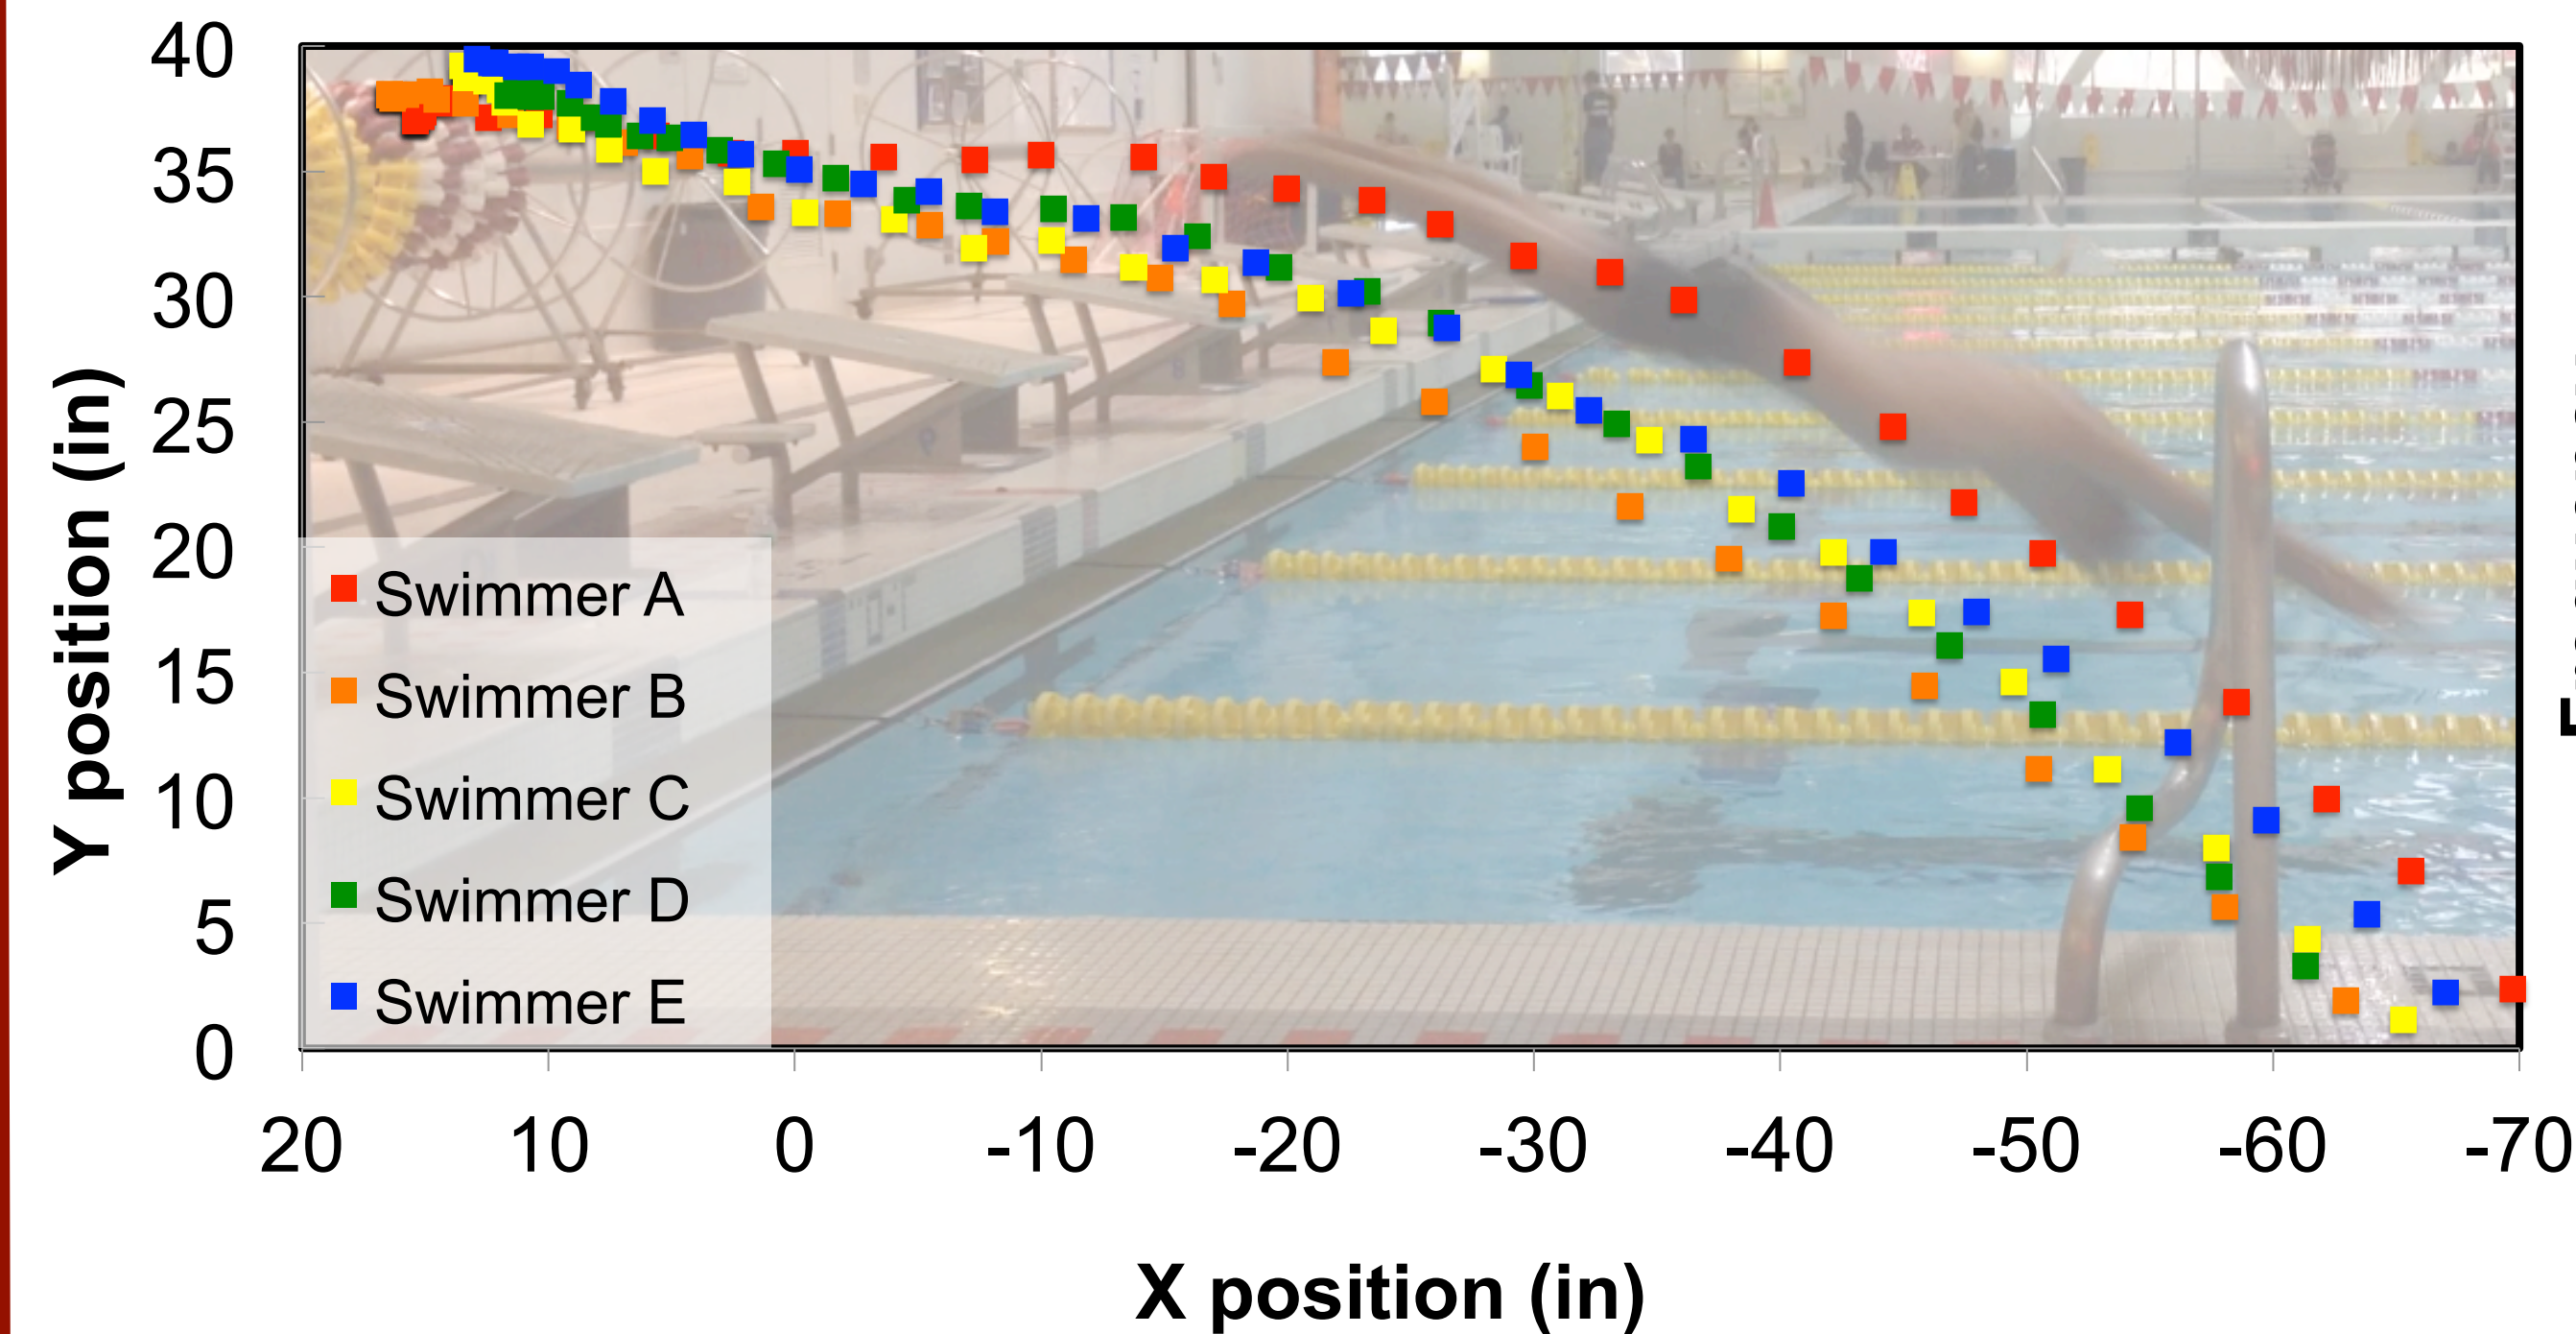 40
35
30
25
20
15
10
5
0
Y position (in)
Swimmer A
Swimmer B
Swimmer C
Swimmer D
Swimmer E
20 10 0 -10 -20 -30 -40 -50 -60 -70
X position (in)